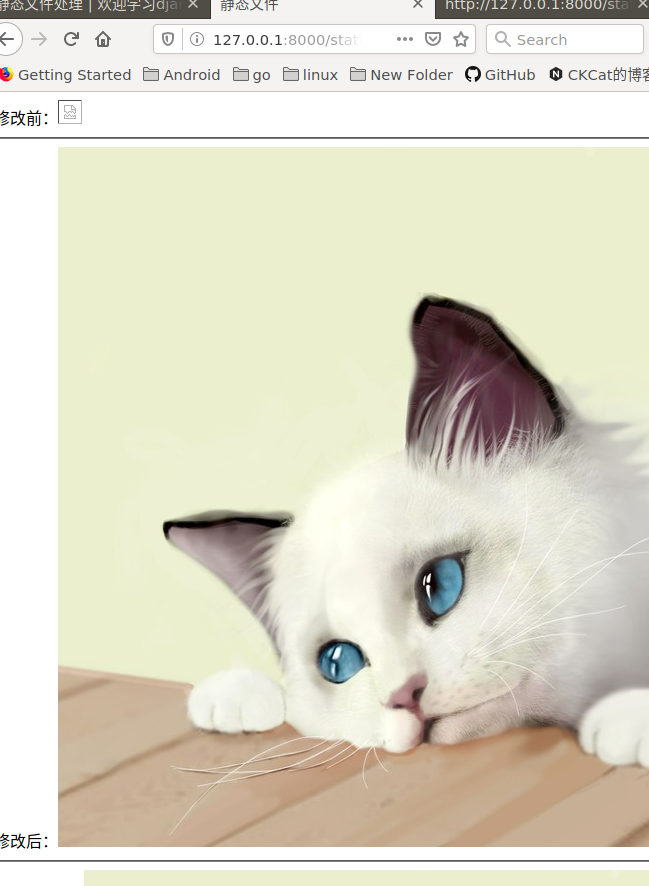 静态文件处理 | 欢迎学习dja
静态文件
http://127.0.0.1:8000/sta
127.0.0.1:8000/stat
Search
Getting Started
Android
go
linux
New Folder
GitHub
CKCat的博客
修改前：
修改后：